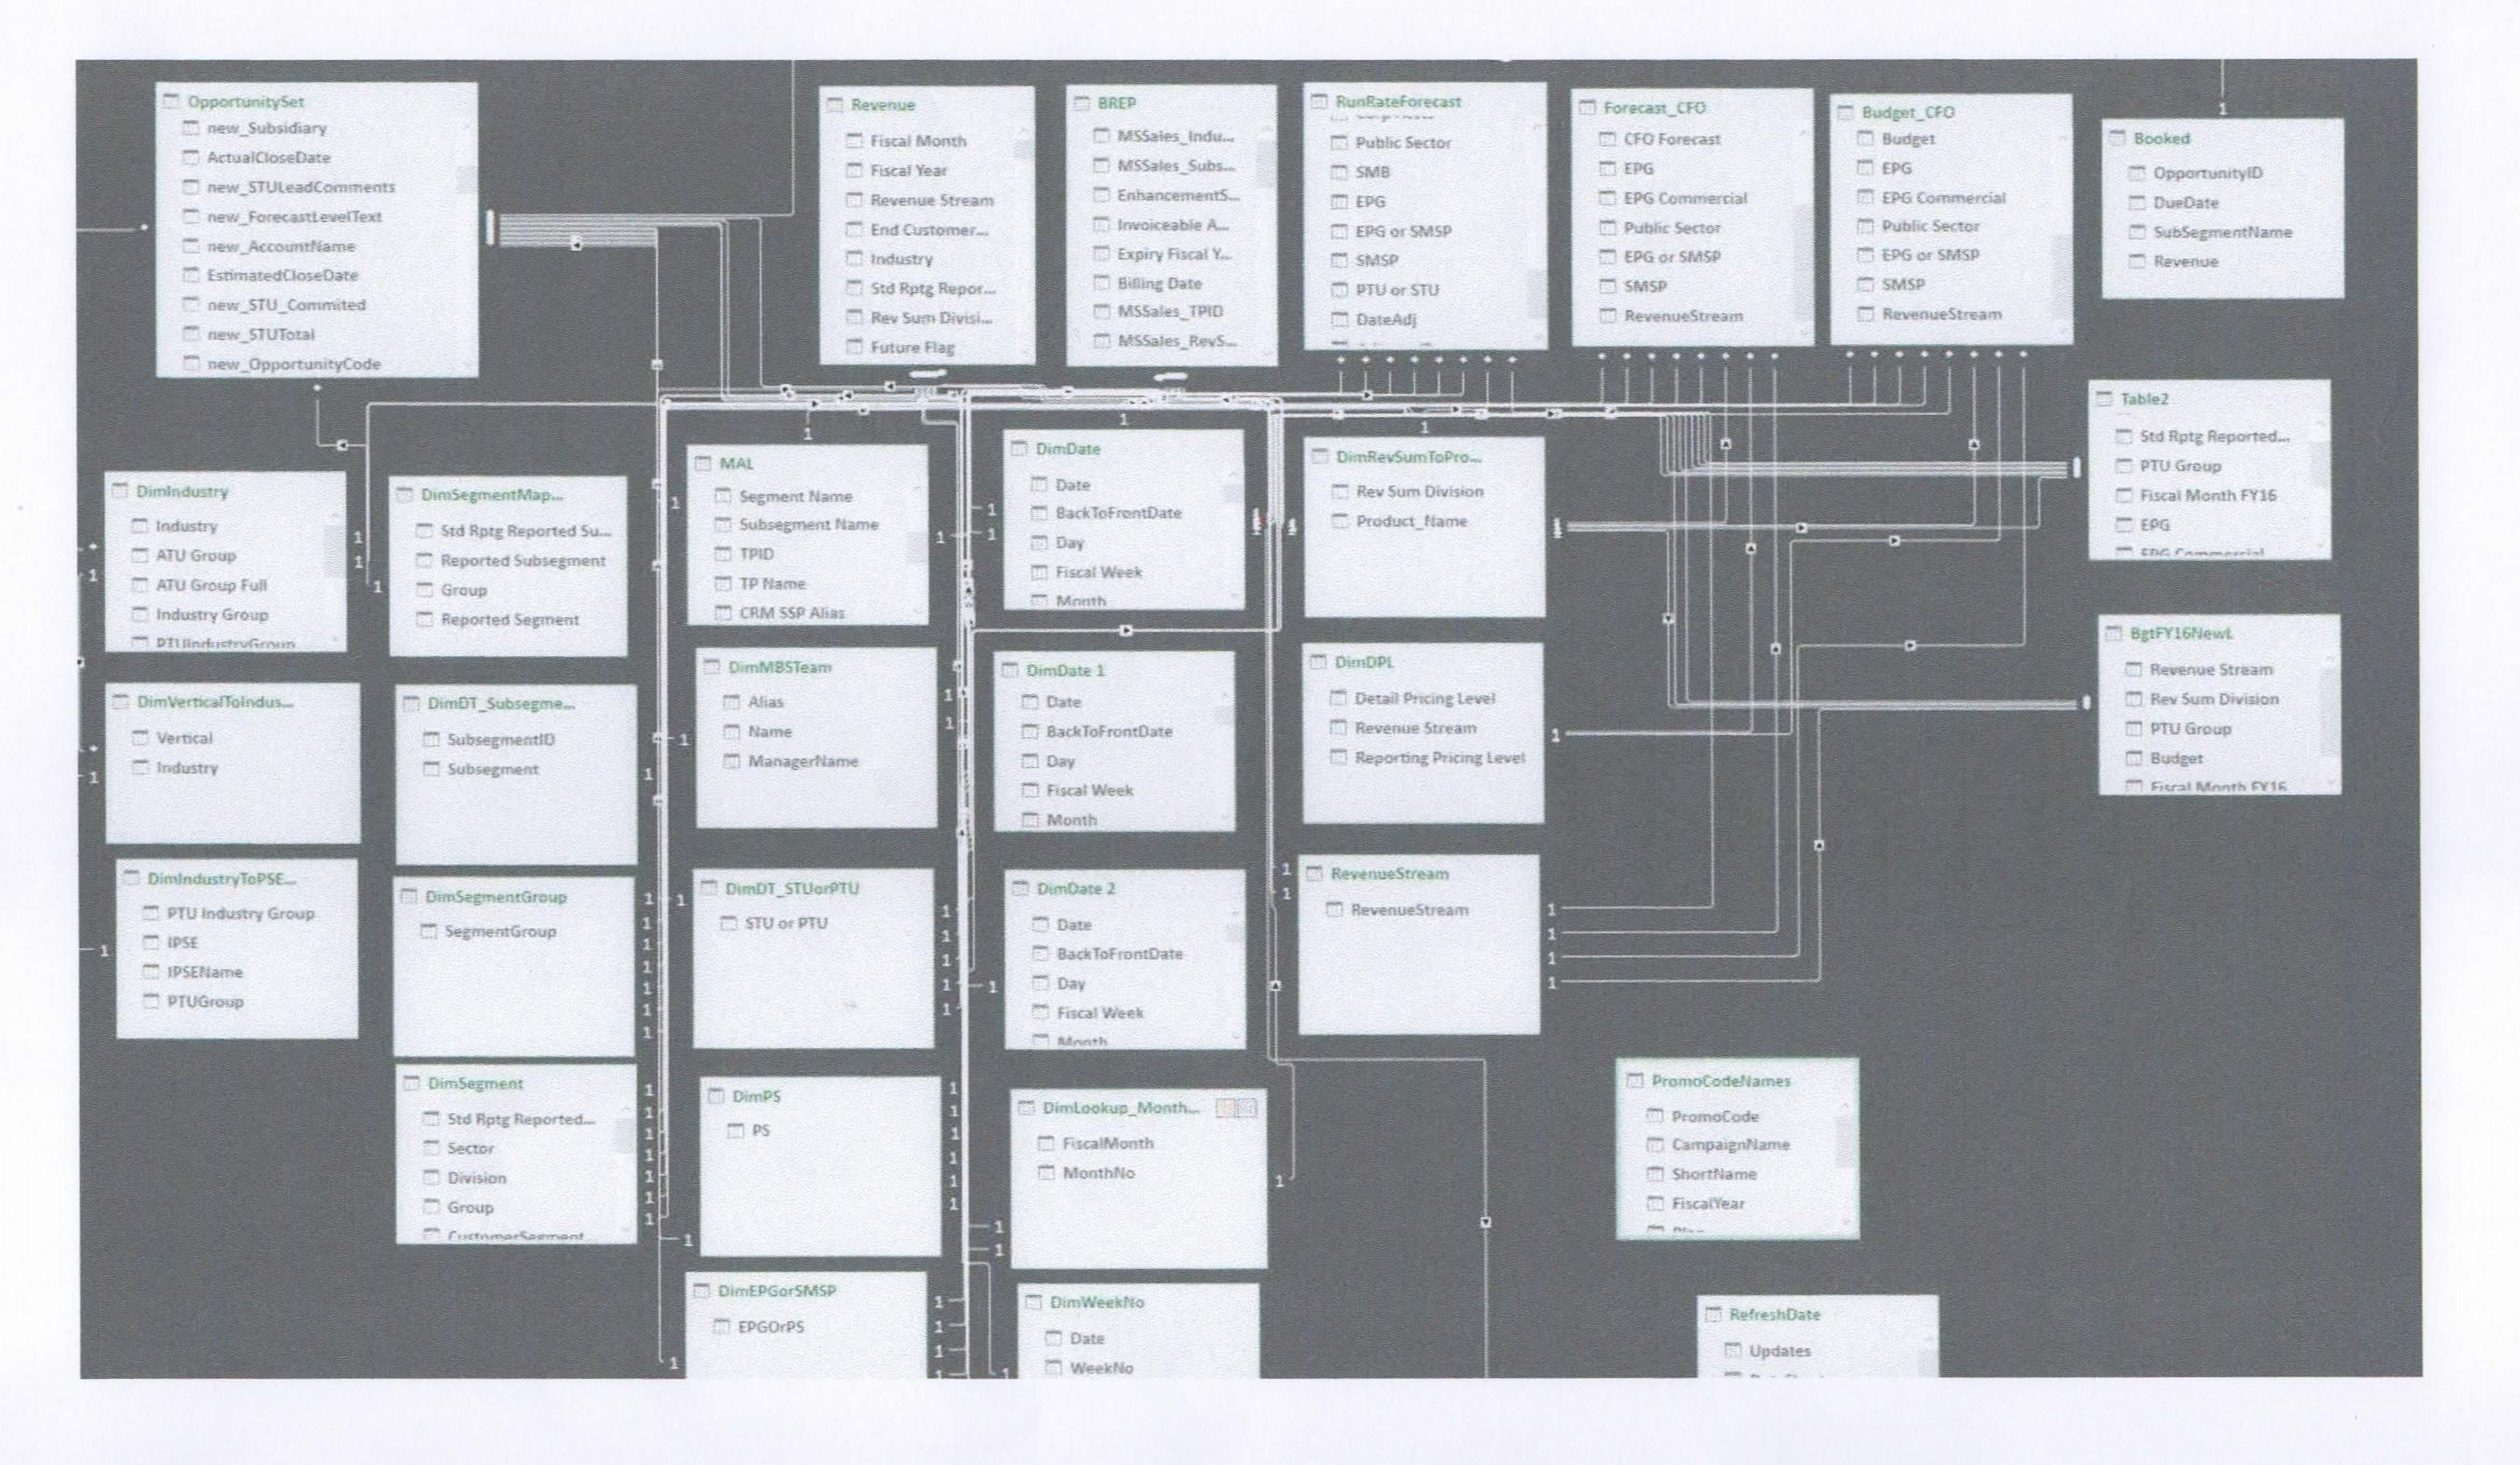 OpportunitySet
new_Subsidiary
ActualCloseDate
new_STULeadComments
new_ForecastLevelText
new_AccountName
EstimatedCloseDate
new_STU_Commited
new_STUTotal
new_OpportunityCode
Revenue
Fiscal Month
Fiscal Year
Revenue Stream
End Customer...
Industry
Std Rptg Repor...
Rev Sum Divisi...
Future Flag
BREP
MSSales_Indu...
MSSales_Subs...
EnhancementS...
Invoiceable A...
Expiry Fiscal Y...
Billing Date
MSSales_TPID
MSSales_RevS...
RunRateForecast
Public Sector
SMB
EPG
EPG or SMSP
SMSP
PTU or STU
DateAdj
Forecast_CFO
CFO Forecast
EPG
EPG Commercial
Public Sector
EPG or SMSP
SMSP
RevenueStream
Budget_CFO
Budget
EPG
EPG Commercial
Public Sector
EPG or SMSP
SMSP
RevenueStream
1
Booked
OpportunityID
DueDate
SubSegmentName
Revenue
Table2
Std Rptg Reported...
PTU Group
Fiscal Month FY16
EPG
EPG Commercial
DimIndustry
Industry
ATU Group
ATU Group Full
Industry Group
PTUIndustryGroup
DimSegmentMap...
Std Rptg Reported Su...
Reported Subsegment
Group
Reported Segment
MAL
Segment Name
Subsegment Name
TPID
TP Name
CRM SSP Alias
DimDate
Date
BackToFrontDate
Day
Fiscal Week
Month
DimRevSumToPro...
Rev Sum Division
Product_Name
BgtFY16NewL
Revenue Stream
Rev Sum Division
PTU Group
Budget
Fiscal Month FY16
DimVerticalToIndus...
Vertical
Industry
DimDT_Subsegme...
SubsegmentID
Subsegment
DimMBSTeam
Alias
Name
ManagerName
DimDate 1
Date
BackToFrontDate
Day
Fiscal Week
Month
DimDPL
Detail Pricing Level
Revenue Stream
Reporting Pricing Level
DimIndustryToPSE...
PTU Industry Group
IPSE
IPSEName
PTUGroup
DimSegmentGroup
SegmentGroup
DimDT_STUorPTU
STU or PTU
DimDate 2
Date
BackToFrontDate
Day
Fiscal Week
Month
RevenueStream
RevenueStream
DimSegment
Std Rptg Reported...
Sector
Division
Group
CustomerSegment
DimPS
PS
DimLookup_Month...
FiscalMonth
MonthNo
PromoCodeNames
PromoCode
CampaignName
ShortName
FiscalYear
DimEPGorSMSP
EPGOrPS
DimWeekNo
Date
WeekNo
RefreshDate
Updates